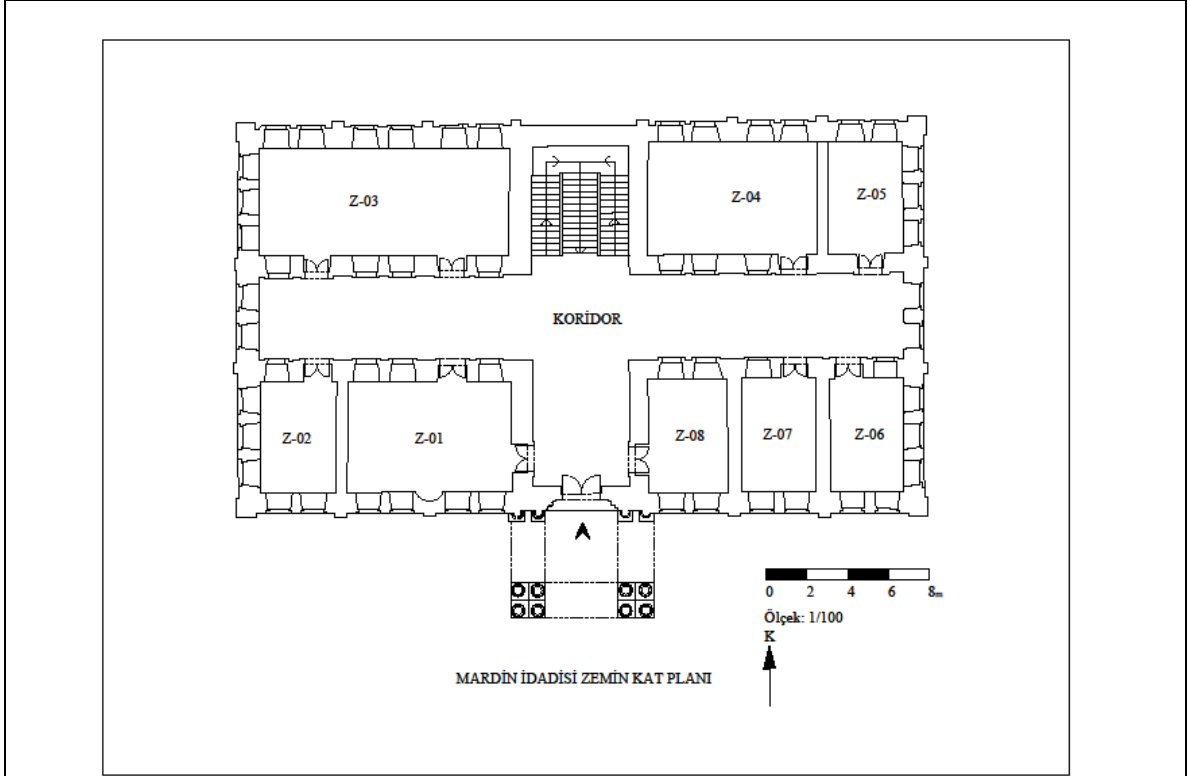 Z-03
Z-04
Z-05
KORİDOR
Z-02
Z-01
Z-08
Z-07
Z-06
0 2 4 6 8m
Ölçek: 1/100
K
MARDİN İDADİSİ ZEMİN KAT PLANI